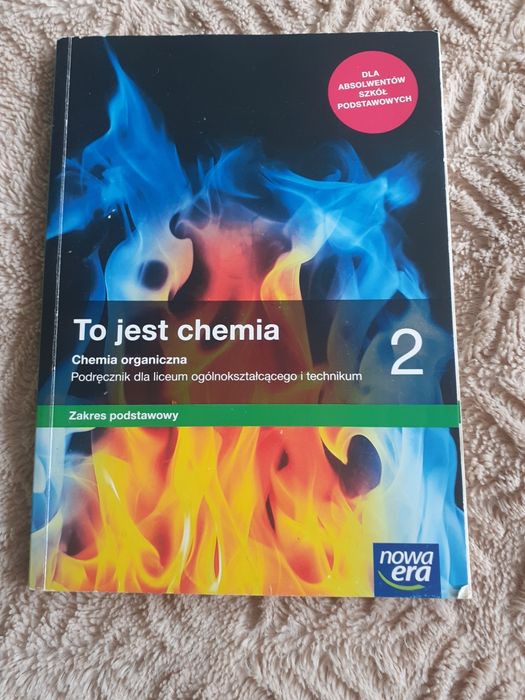 DLA
ABSOLWENTÓW
SZKÓŁ
PODSTAWOWYCH
To jest chemia
2
Chemia organiczna
Podręcznik dla liceum ogólnokształcącego i technikum
Zakres podstawowy
nowa
era